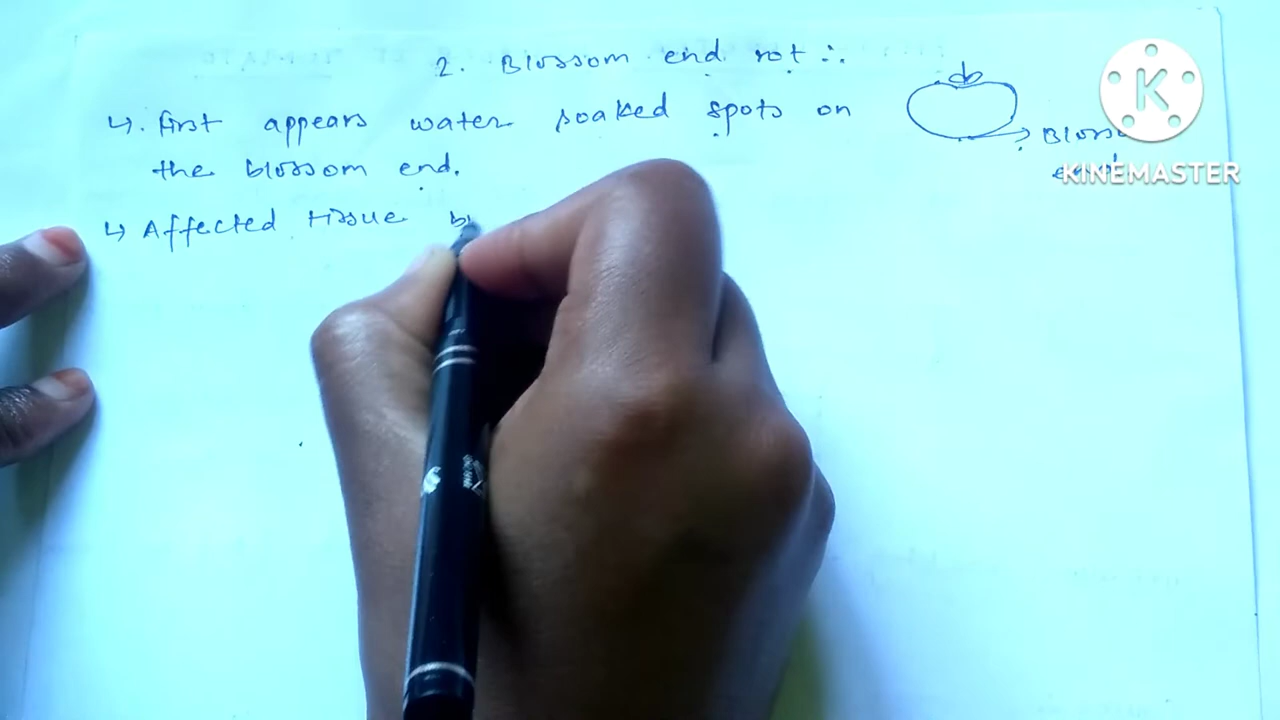 2. Blossom end rot :.
↳. First appears water soaked spots on
the blossom end.
↳ Affected tissue
KINEMASTER